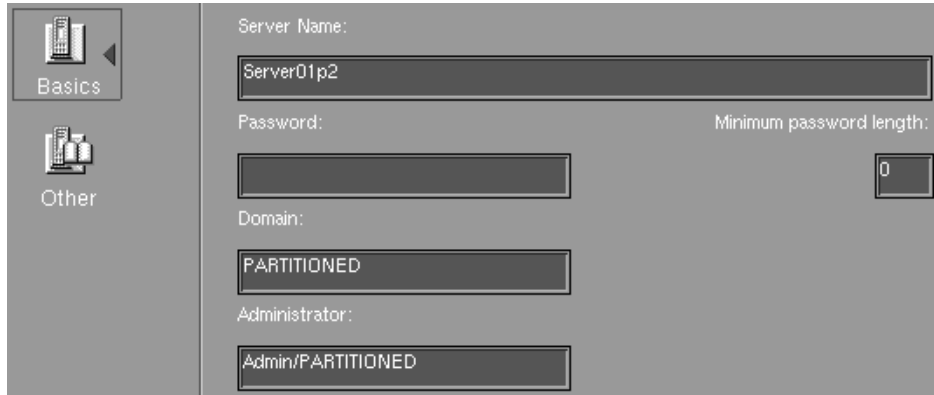 Basics
Other
Server Name:
Server01p2
Password:
Minimum password length:
0
Domain:
PARTITIONED
Administrator:
Admin/PARTITIONED